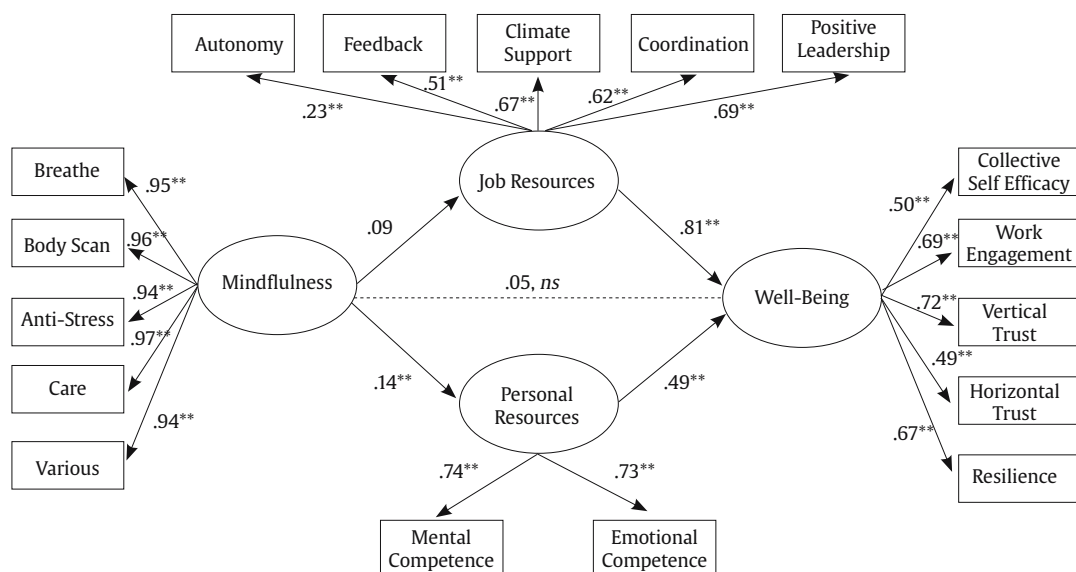 Autonomy
Feedback
Climate
Support
Coordination
Positive
Leadership
.23**
.51**
.67**
.62**
.69**
Breathe
Body Scan
Anti-Stress
Care
Various
.95**
.96**
.94**
.97**
.94**
Mindfulness
Job Resources
.09
.81**
.05, ns
.14**
.49**
Personal
Resources
Well-Being
.74**
.73**
Mental
Competence
Emotional
Competence
.50**
.69**
.72**
.49**
.67**
Collective
Self Efficacy
Work
Engagement
Vertical
Trust
Horizontal
Trust
Resilience